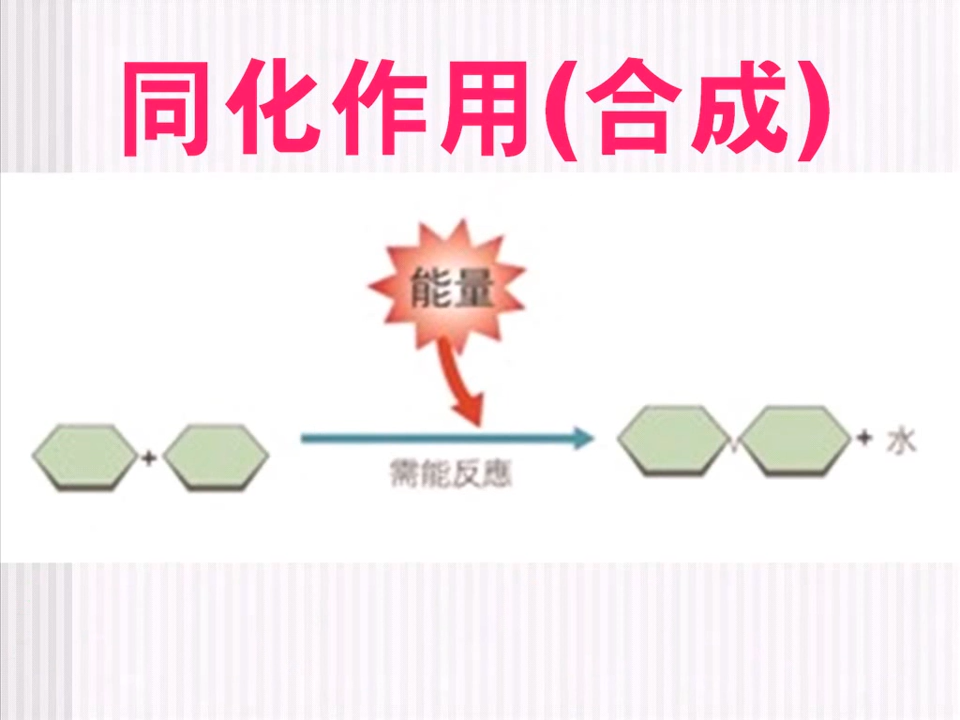 同化作用(合成)
能量
+
需能反應
+ 水